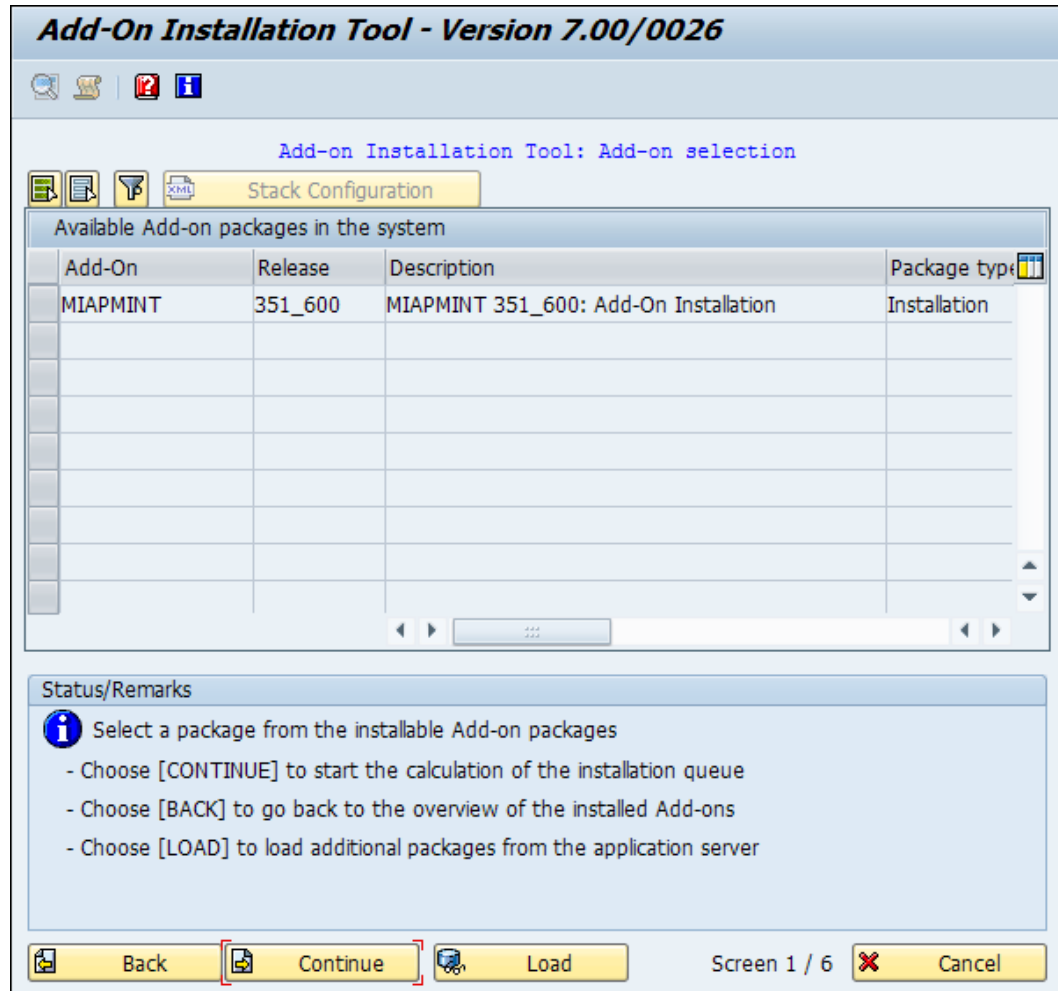 Add-On Installation Tool - Version 7.00/0026
Add-on Installation Tool: Add-on selection
XML Stack Configuration
Available Add-on packages in the system
Add-On Release Description Package type
MIAPMINT 351_600 MIAPMINT 351_600: Add-On Installation Installation
Status/Remarks
Select a package from the installable Add-on packages
- Choose [CONTINUE] to start the calculation of the installation queue
- Choose [BACK] to go back to the overview of the installed Add-ons
- Choose [LOAD] to load additional packages from the application server
Back Continue Load Screen 1 / 6 Cancel